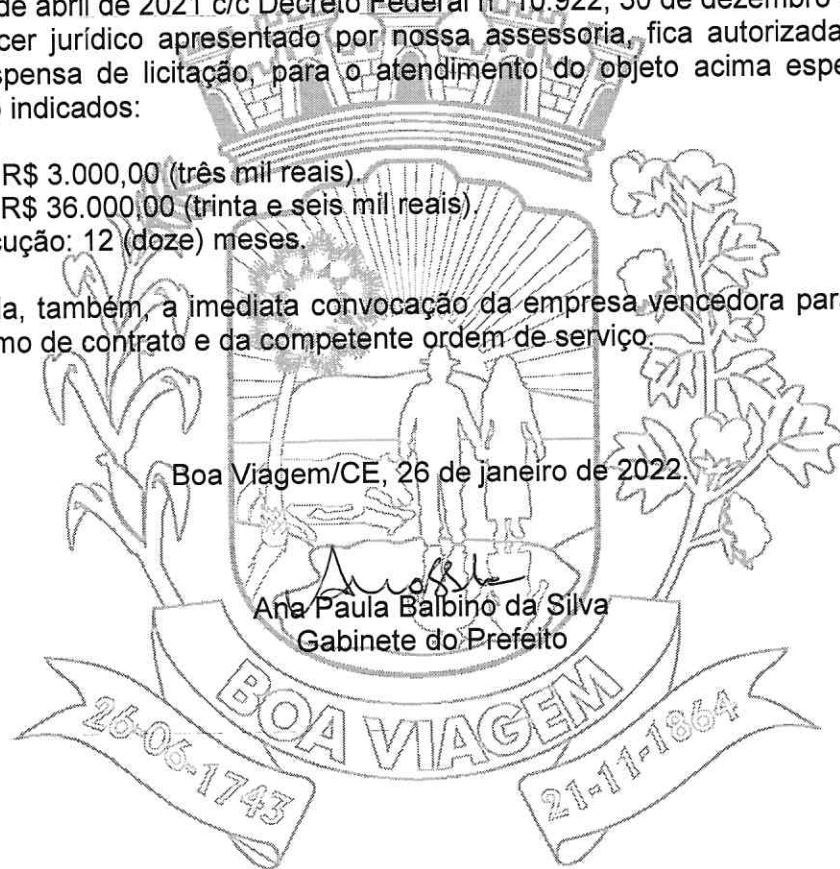 de abril de 2021 c/c Decreto Federal nº 10.922, 30 de dezembro
cer jurídico apresentado por nossa assessoria, fica autorizada
spensa de licitação, para o atendimento do objeto acima espe
o indicados:
R$ 3.000,00 (três mil reais).
R$ 36.000,00 (trinta e seis mil reais).
cução: 12 (doze) meses.
la, também, a imediata convocação da empresa vencedora par
mo de contrato e da competente ordem de serviço.
Boa Viagem/CE, 26 de janeiro de 2022.
Ana Paula Balbino da Silva
Gabinete do Prefeito
BOA VIAGEM
26-06-1743
21-11-1864